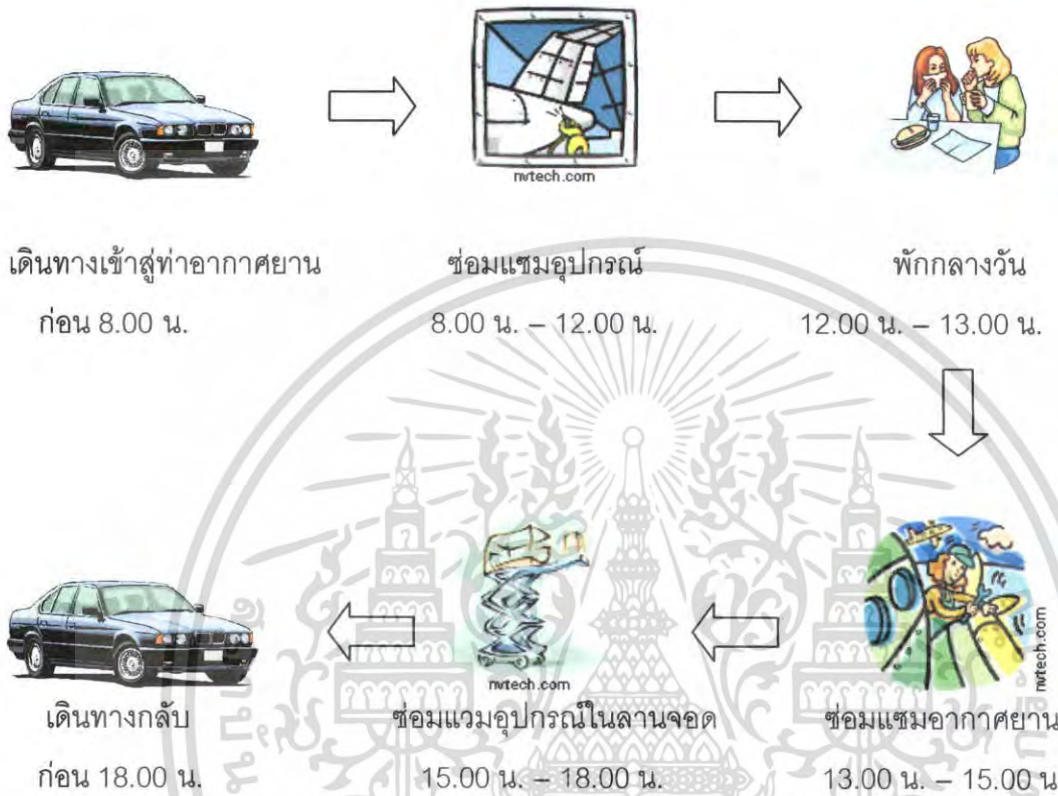 nvtech.com
เดินทางเข้าสู่ท่าอากาศยาน
ก่อน 8.00 น.
ซ่อมแซมอุปกรณ์
8.00 น. – 12.00 น.
พักกลางวัน
12.00 น. – 13.00 น.
nvtech.com
ซ่อมแซมอากาศยาน
13.00 น. – 15.00 น
nvtech.com
ซ่อมแวมอุปกรณ์ในลานจอด
15.00 น. – 18.00 น.
เดินทางกลับ
ก่อน 18.00 น.